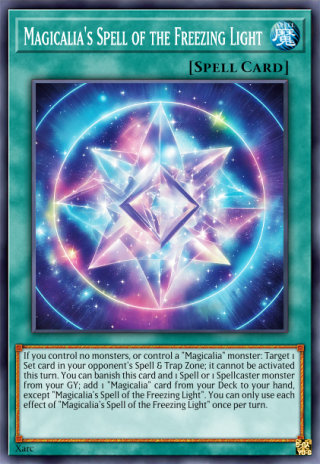 Magicalia's Spell of the Freezing Light
[Spell Card]
If you control no monsters, or control a "Magicalia" monster: Target 1
Set card in your opponent's Spell & Trap Zone; it cannot be activated
this turn. You can banish this card and 1 Spell or 1 Spellcaster monster
from your GY; add 1 "Magicalia" card from your Deck to your hand,
except "Magicalia's Spell of the Freezing Light". You can only use each
effect of "Magicalia's Spell of the Freezing Light" once per turn.
Xarc